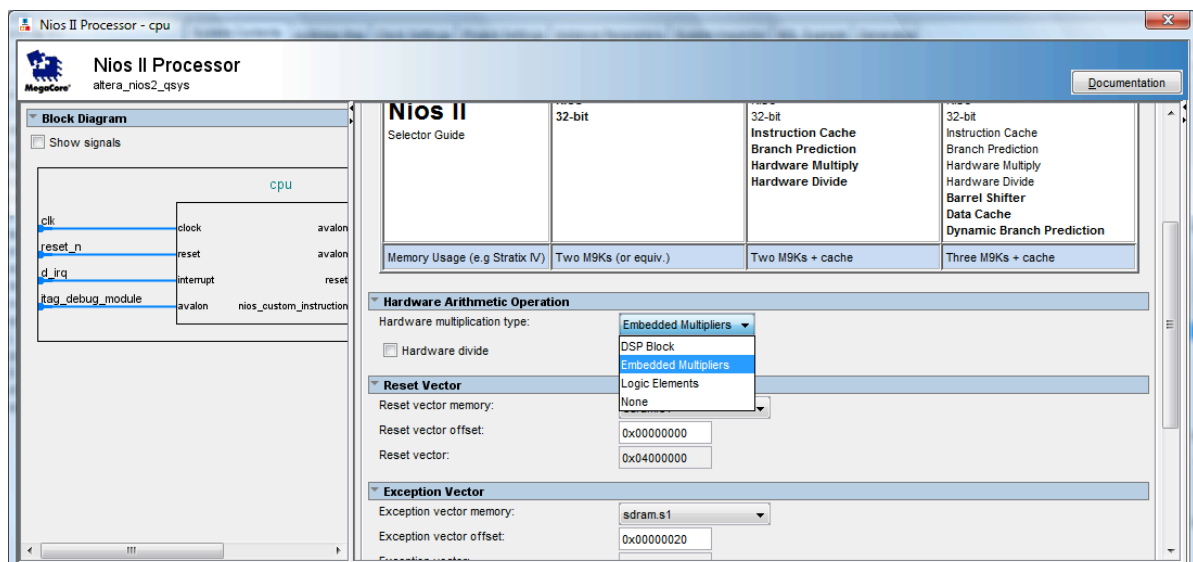 Nios II Processor - cpu
Nios II Processor
altera_nios2_qsys
MegaCore'
Documentation
Block Diagram
Show signals
cpu
clk
clock
avalon
reset_n
reset
avalon
d_irq
interrupt
reset
jtag_debug_module
avalon
nios_custom_instruction
Nios II
Selector Guide
32-bit
32-bit
Instruction Cache
Branch Prediction
Hardware Multiply
Hardware Divide
32-bit
Instruction Cache
Branch Prediction
Hardware Multiply
Hardware Divide
Barrel Shifter
Data Cache
Dynamic Branch Prediction
Memory Usage (e.g Stratix IV)
Two M9Ks (or equiv.)
Two M9Ks + cache
Three M9Ks + cache
Hardware Arithmetic Operation
Hardware multiplication type:
Embedded Multipliers
DSP Block
Embedded Multipliers
Logic Elements
None
Hardware divide
Reset Vector
Reset vector memory:
Reset vector offset:
0x00000000
Reset vector:
0x04000000
Exception Vector
Exception vector memory:
sdram.s1
Exception vector offset:
0x00000020